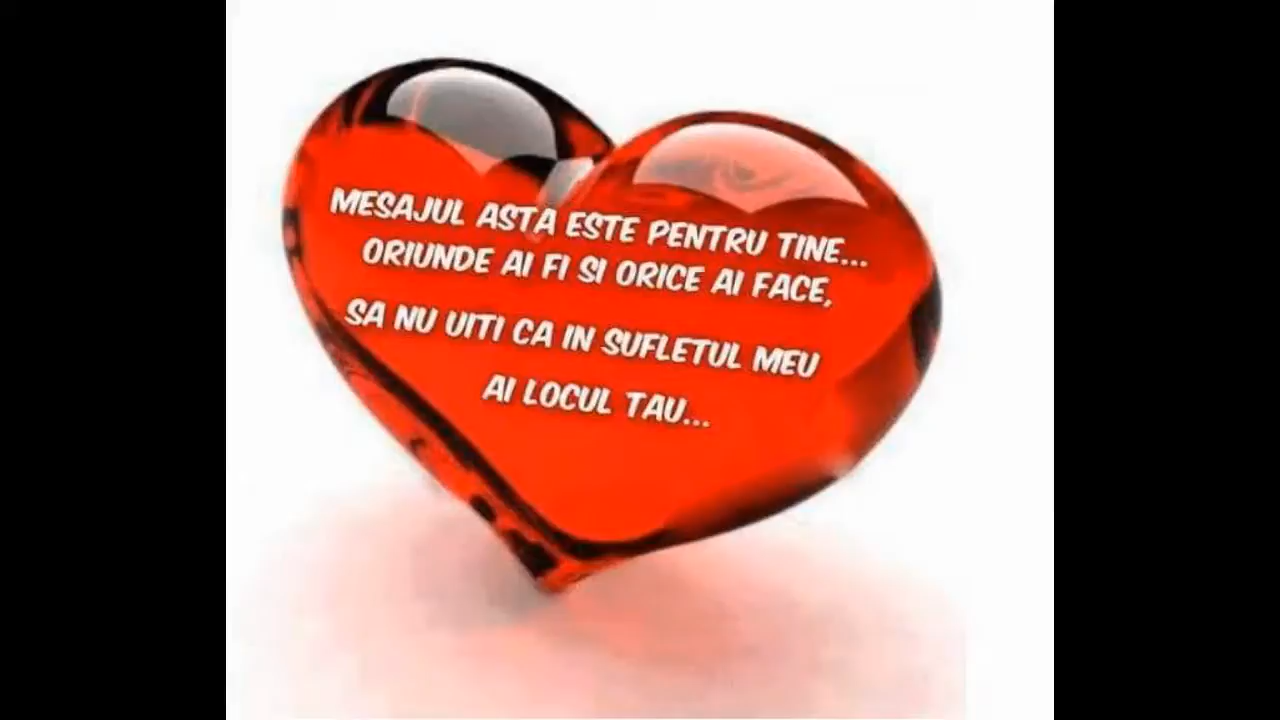 MESAJUL ASTA ESTE PENTRU TINE...
ORIUNDE AI FI SI ORICE AI FACE,
SA NU UITI CA IN SUFLETUL MEU
AI LOCUL TAU...